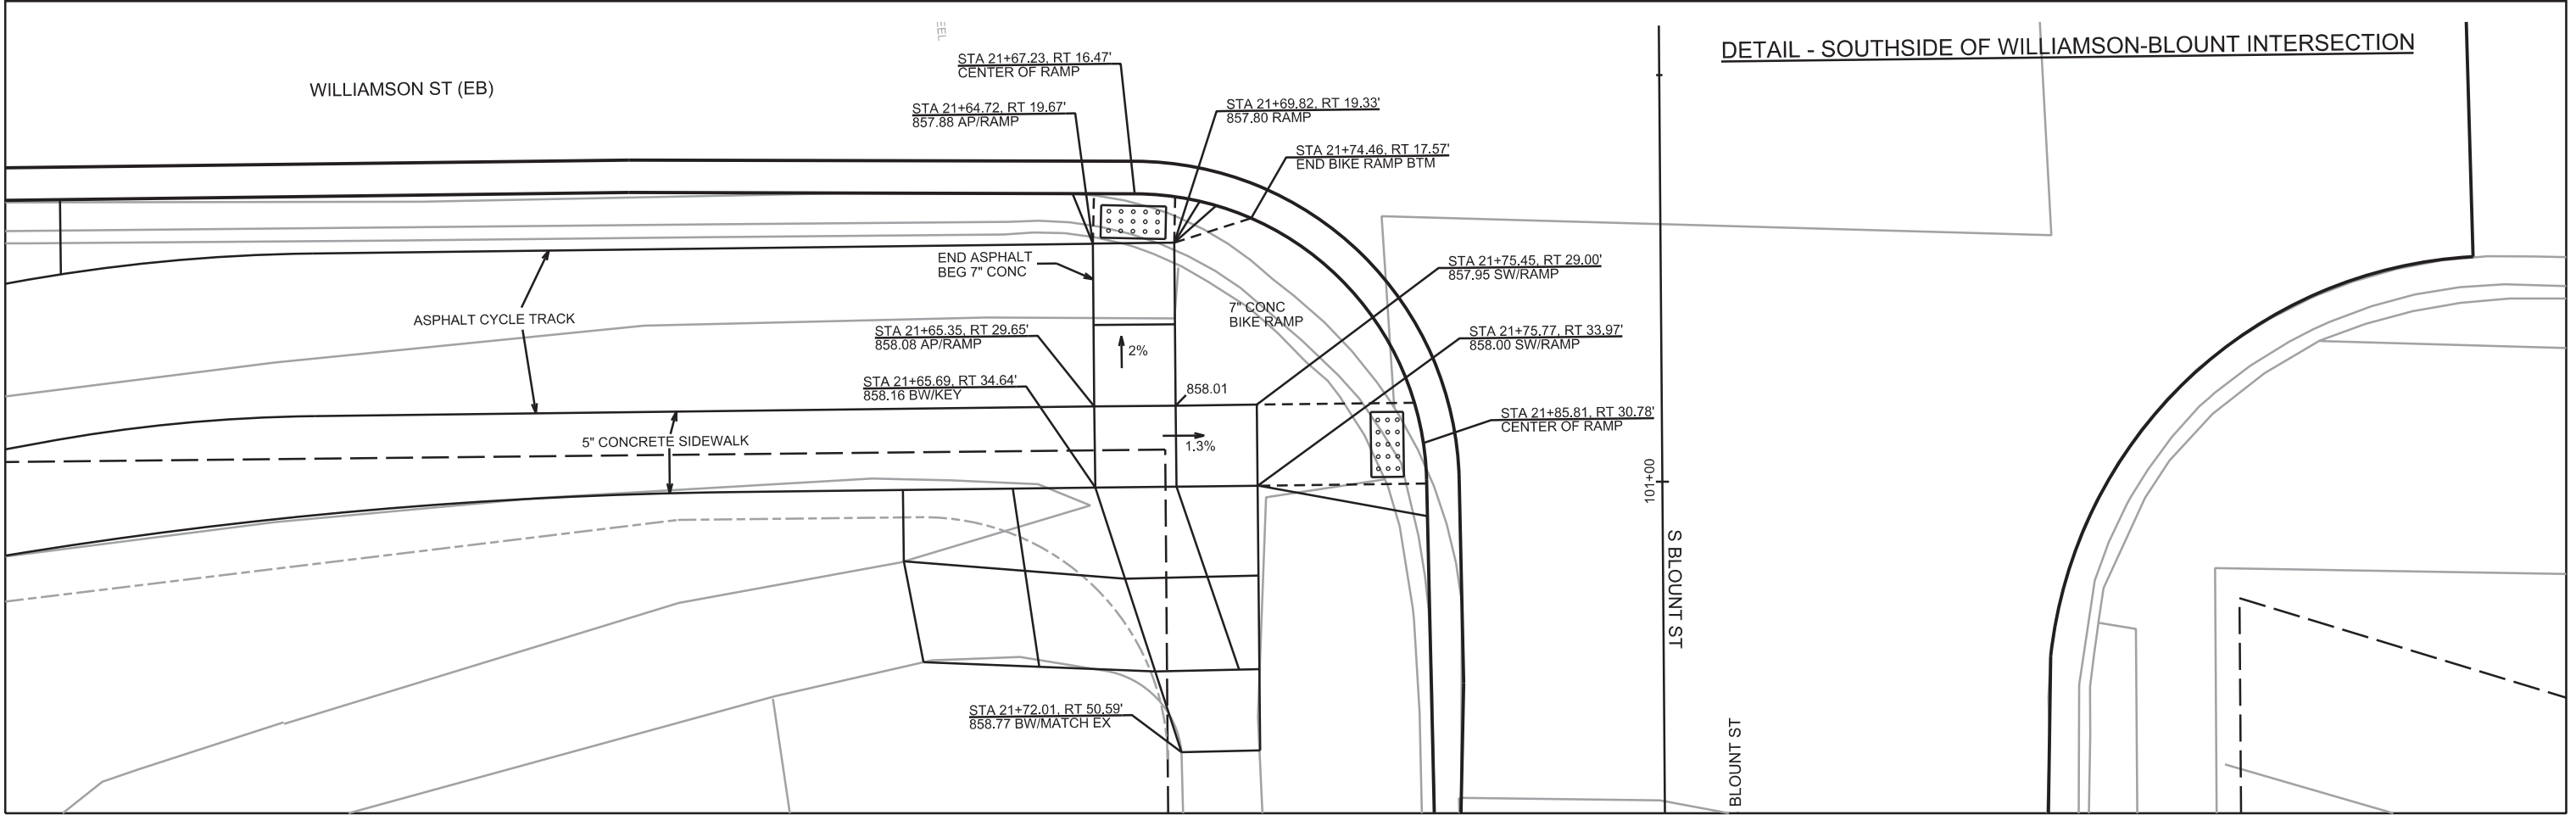 EEL
DETAIL - SOUTHSIDE OF WILLIAMSON-BLOUNT INTERSECTION
WILLIAMSON ST (EB)
STA 21+67.23, RT 16.47'
CENTER OF RAMP
STA 21+64.72, RT 19.67'
857.88 AP/RAMP
STA 21+69.82, RT 19.33'
857.80 RAMP
STA 21+74.46, RT 17.57'
END BIKE RAMP BTM
END ASPHALT
BEG 7" CONC
STA 21+75.45, RT 29.00'
857.95 SW/RAMP
ASPHALT CYCLE TRACK
7" CONC
BIKE RAMP
STA 21+65.35, RT 29.65'
858.08 AP/RAMP
2%
STA 21+75.77, RT 33.97'
858.00 SW/RAMP
STA 21+65.69, RT 34.64'
858.16 BW/KEY
858.01
STA 21+85.81, RT 30.78'
CENTER OF RAMP
5" CONCRETE SIDEWALK
1.3%
101+00
S BLOUNT ST
STA 21+72.01, RT 50.59'
858.77 BW/MATCH EX
BLOUNT ST